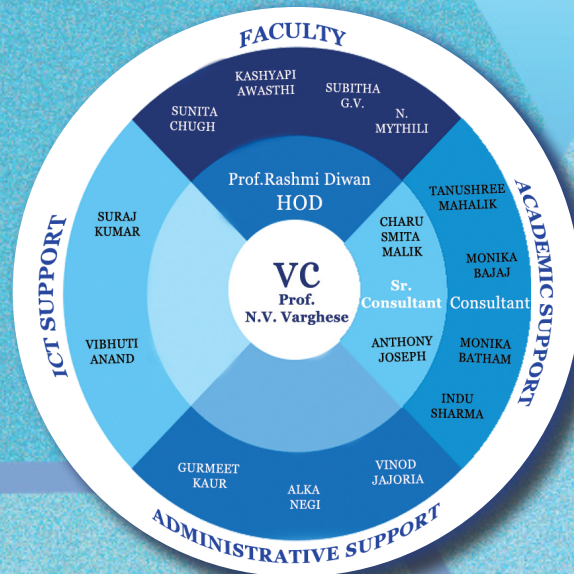 FACULTY
KASHYAPI
AWASTHI
SUBITHA
G.V.
SUNITA
CHUGH
N.
MYTHILI
Prof.Rashmi Diwan
HOD
VC
Prof.
N.V. Varghese
ACADEMIC SUPPORT
TANUSHREE
MAHALIK
MONIKA
BAJAJ
Consultant
MONIKA
BATHAM
INDU
SHARMA
CHARU
SMITA
MALIK
Sr.
Consultant
ANTHONY
JOSEPH
ICT SUPPORT
SURAJ
KUMAR
VIBHUTI
ANAND
GURMEET
KAUR
ALKA
NEGI
VINOD
JAJORIA
ADMINISTRATIVE SUPPORT